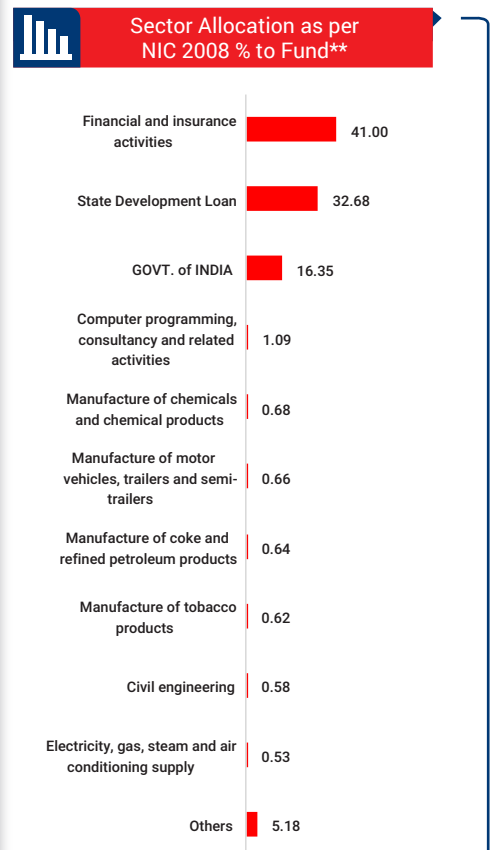 Sector Allocation as per
NIC 2008 % to Fund**
Financial and insurance
activities
41.00
State Development Loan
32.68
GOVT. of INDIA
16.35
Computer programming,
consultancy and related
activities
1.09
Manufacture of chemicals
and chemical products
0.68
Manufacture of motor
vehicles, trailers and semi-
trailers
0.66
Manufacture of coke and
refined petroleum products
0.64
Manufacture of tobacco
products
0.62
Civil engineering
0.58
Electricity, gas, steam and air
conditioning supply
0.53
Others
5.18